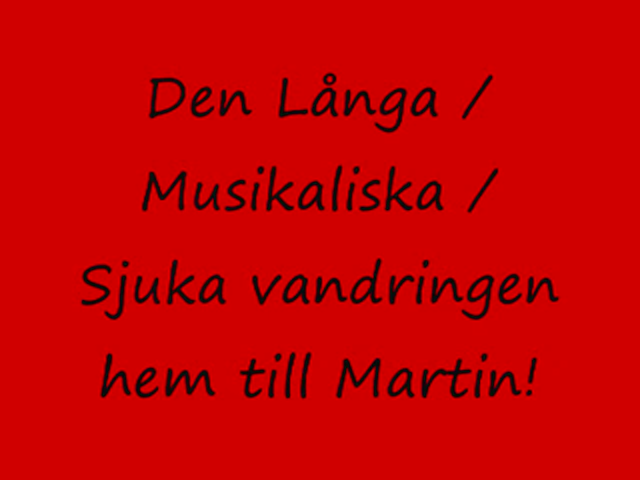 Den Långa /
Musikaliska /
Sjuka vandringen
hem till Martin!